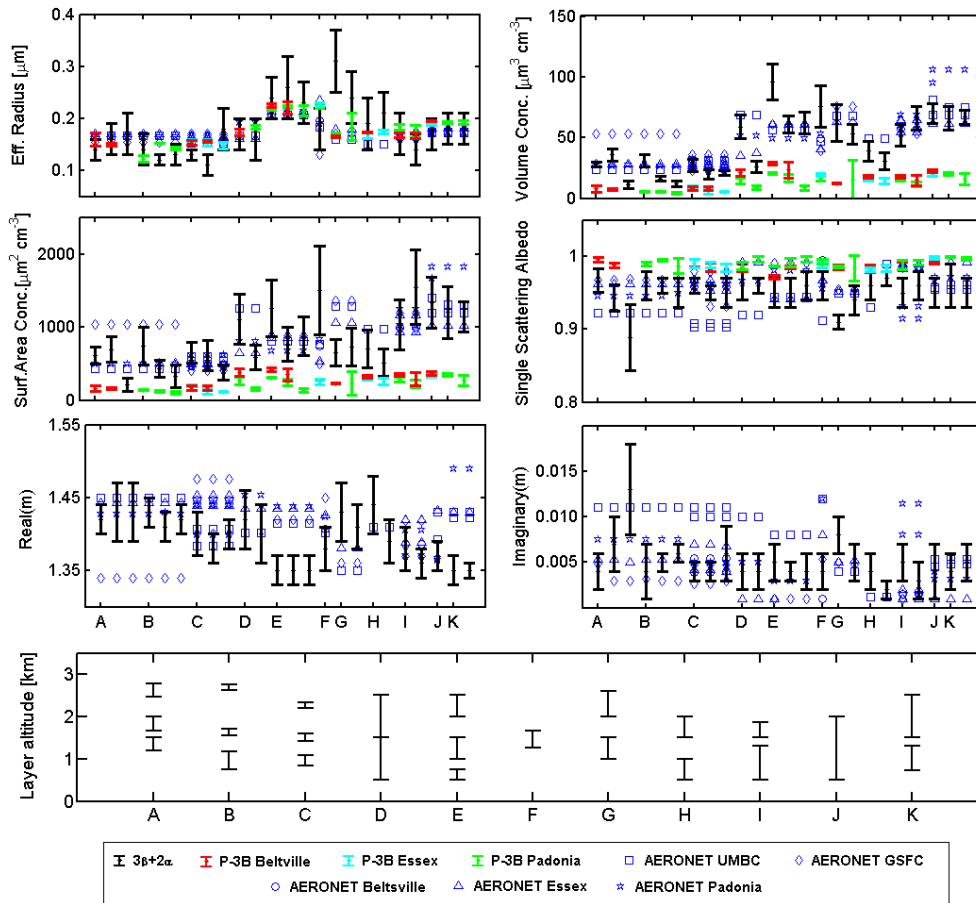 0.4
0.3
0.2
0.1
Eff. Radius [μm]
150
100
50
0
Volume Conc. [μm³ cm⁻³]
2000
1000
0
Surf.Area Conc.[μm² cm⁻³]
1
0.9
0.8
Single Scattering Albedo
1.55
1.45
1.35
Real(m)
A B C D E F G H I J K
0.015
0.010
0.005
Imaginary(m)
A B C D E F G H I J K
3
2
1
0
Layer altitude [km]
A B C D E F G H I J K
3β+2α P-3B Beltville P-3B Essex P-3B Padonia AERONET UMBC AERONET GSFC
AERONET Beltsville AERONET Essex AERONET Padonia